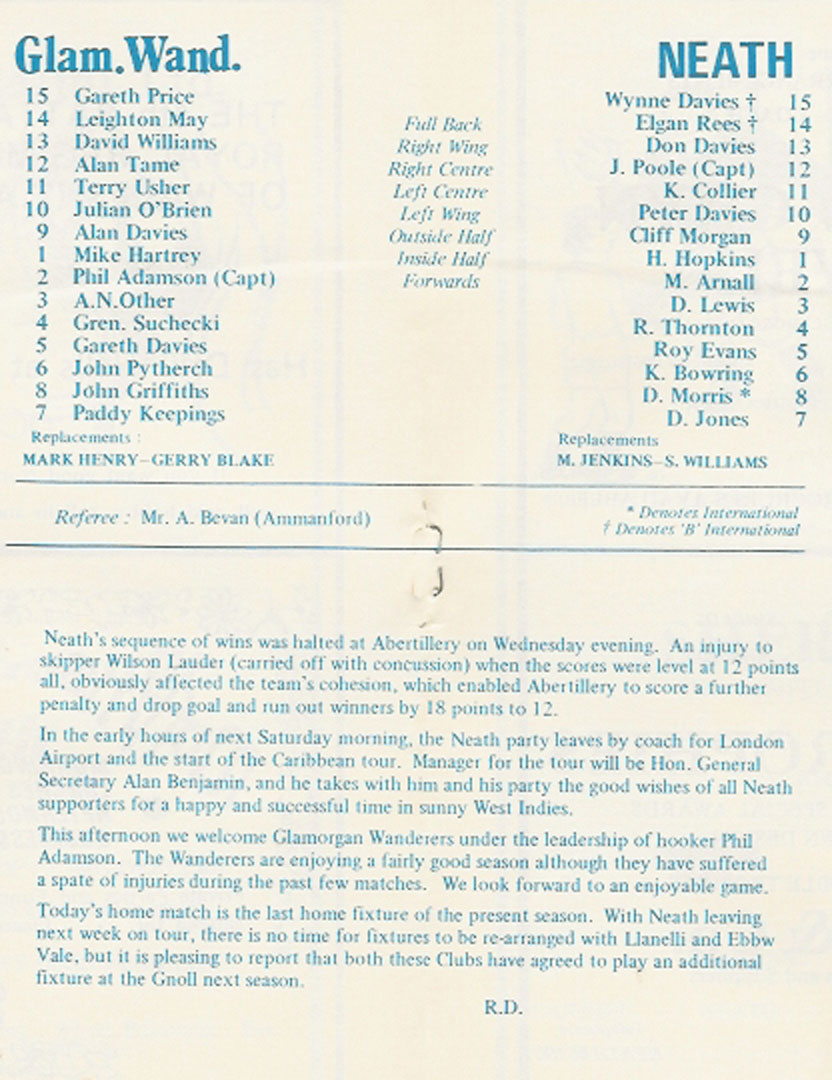 Glam.Wand.
NEATH
15 Gareth Price
14 Leighton May
13 David Williams
12 Alan Tame
11 Terry Usher
10 Julian O'Brien
9 Alan Davies
1 Mike Hartrey
2 Phil Adamson (Capt)
3 A.N.Other
4 Gren. Suchecki
5 Gareth Davies
6 John Pytherch
8 John Griffiths
7 Paddy Keepings
Replacements :
MARK HENRY–GERRY BLAKE
Full Back
Right Wing
Right Centre
Left Centre
Left Wing
Outside Half
Inside Half
Forwards
Wynne Davies † 15
Elgan Rees † 14
Don Davies 13
J. Poole (Capt) 12
K. Collier 11
Peter Davies 10
Cliff Morgan 9
H. Hopkins 1
M. Arnall 2
D. Lewis 3
R. Thornton 4
Roy Evans 5
K. Bowring 6
D. Morris * 8
D. Jones 7
Replacements
M. JENKINS–S. WILLIAMS
Referee : Mr. A. Bevan (Ammanford)
* Denotes International
† Denotes 'B' International
Neath's sequence of wins was halted at Abertillery on Wednesday evening. An injury to
skipper Wilson Lauder (carried off with concussion) when the scores were level at 12 points
all, obviously affected the team's cohesion, which enabled Abertillery to score a further
penalty and drop goal and run out winners by 18 points to 12.
In the early hours of next Saturday morning, the Neath party leaves by coach for London
Airport and the start of the Caribbean tour. Manager for the tour will be Hon. General
Secretary Alan Benjamin, and he takes with him and his party the good wishes of all Neath
supporters for a happy and successful time in sunny West Indies.
This afternoon we welcome Glamorgan Wanderers under the leadership of hooker Phil
Adamson. The Wanderers are enjoying a fairly good season although they have suffered
a spate of injuries during the past few matches. We look forward to an enjoyable game.
Today's home match is the last home fixture of the present season. With Neath leaving
next week on tour, there is no time for fixtures to be re-arranged with Llanelli and Ebbw
Vale, but it is pleasing to report that both these Clubs have agreed to play an additional
fixture at the Gnoll next season.
R.D.